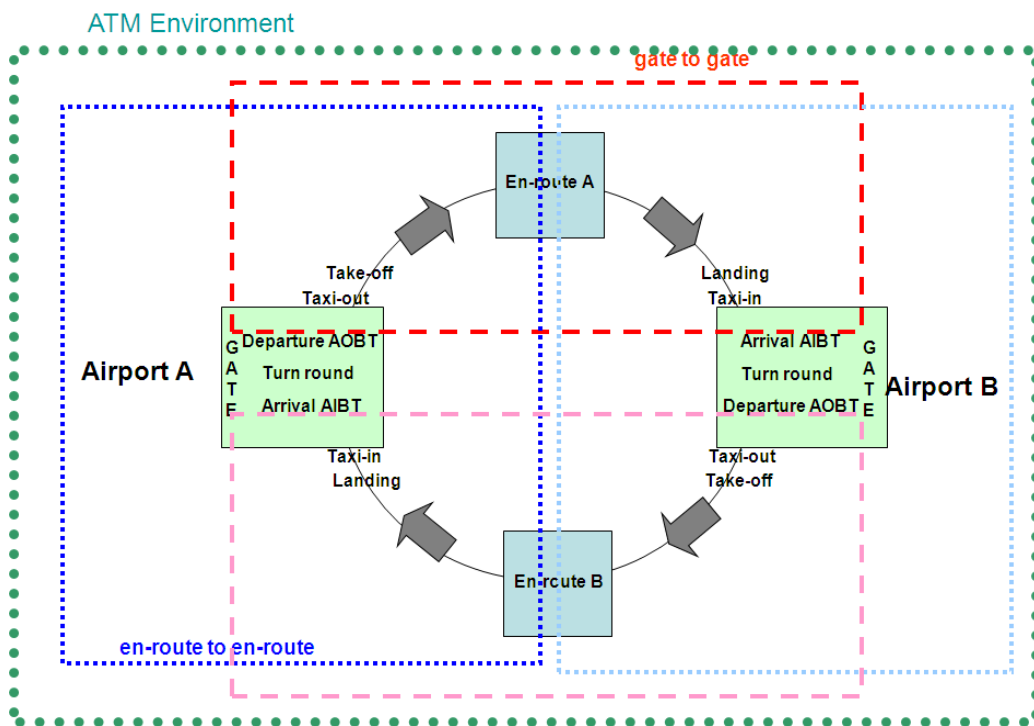 ATM Environment
gate to gate
En-route A
Take-off
Taxi-out
Landing
Taxi-in
Airport A
GATE
Departure AOBT
Turn round
Arrival AIBT
Arrival AIBT
Turn round
Departure AOBT
GATE
Airport B
Taxi-in
Landing
Taxi-out
Take-off
En-route B
en-route to en-route